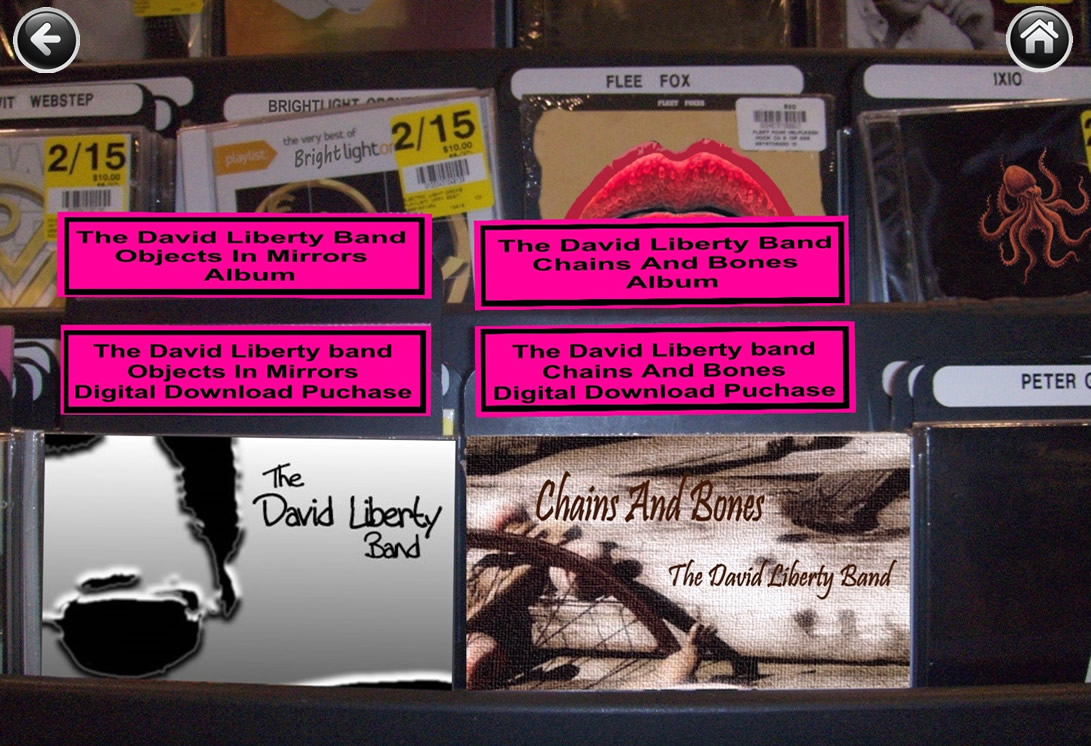 VIT WEBSTEP
BRIGHTLIGHT
FLEE FOX
IXIO
FLEET FOXES
2/15
$10.00
playlist:
the very best of
Brightlight
2/15
$10.00
The David Liberty Band
Objects In Mirrors
Album
The David Liberty Band
Chains And Bones
Album
The David Liberty band
Objects In Mirrors
Digital Download Puchase
The David Liberty band
Chains And Bones
Digital Download Puchase
PETER
The
David Liberty
Band
Chains And Bones
The David Liberty Band